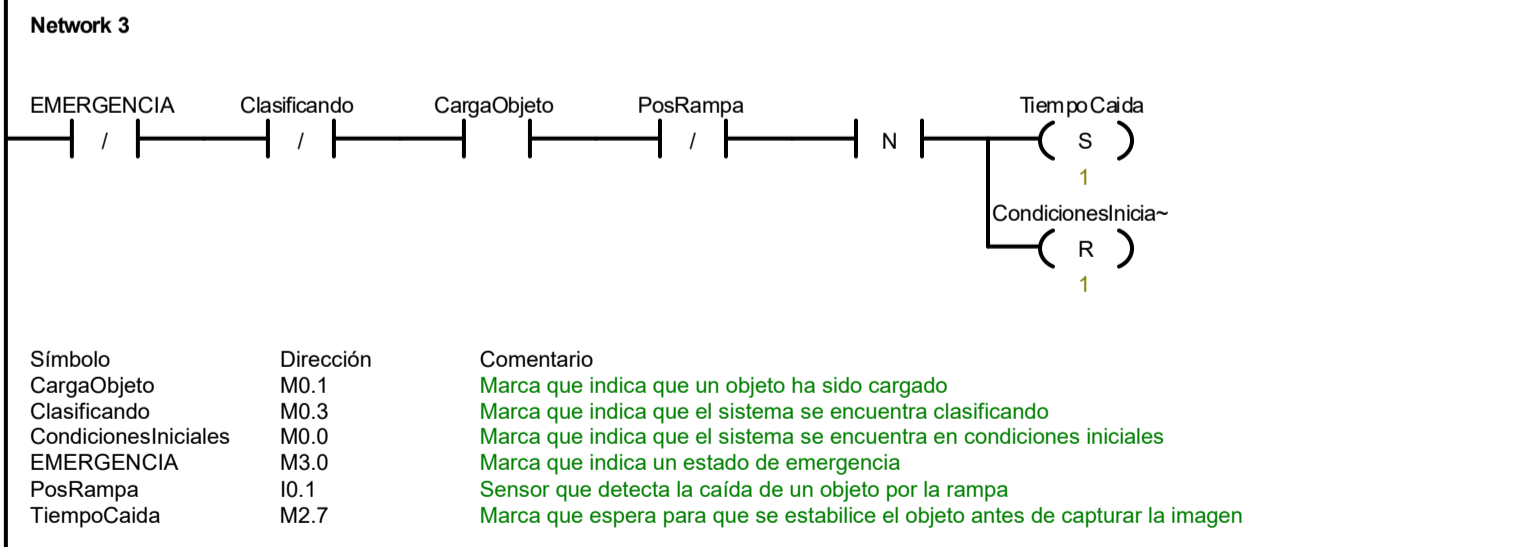 Network 3
EMERGENCIA Clasificando CargaObjeto PosRampa TiempoCaida
/ / / N S
1
CondicionesInicia~
R
1
Símbolo Dirección Comentario
CargaObjeto M0.1 Marca que indica que un objeto ha sido cargado
Clasificando M0.3 Marca que indica que el sistema se encuentra clasificando
CondicionesIniciales M0.0 Marca que indica que el sistema se encuentra en condiciones iniciales
EMERGENCIA M3.0 Marca que indica un estado de emergencia
PosRampa I0.1 Sensor que detecta la caída de un objeto por la rampa
TiempoCaida M2.7 Marca que espera para que se estabilice el objeto antes de capturar la imagen